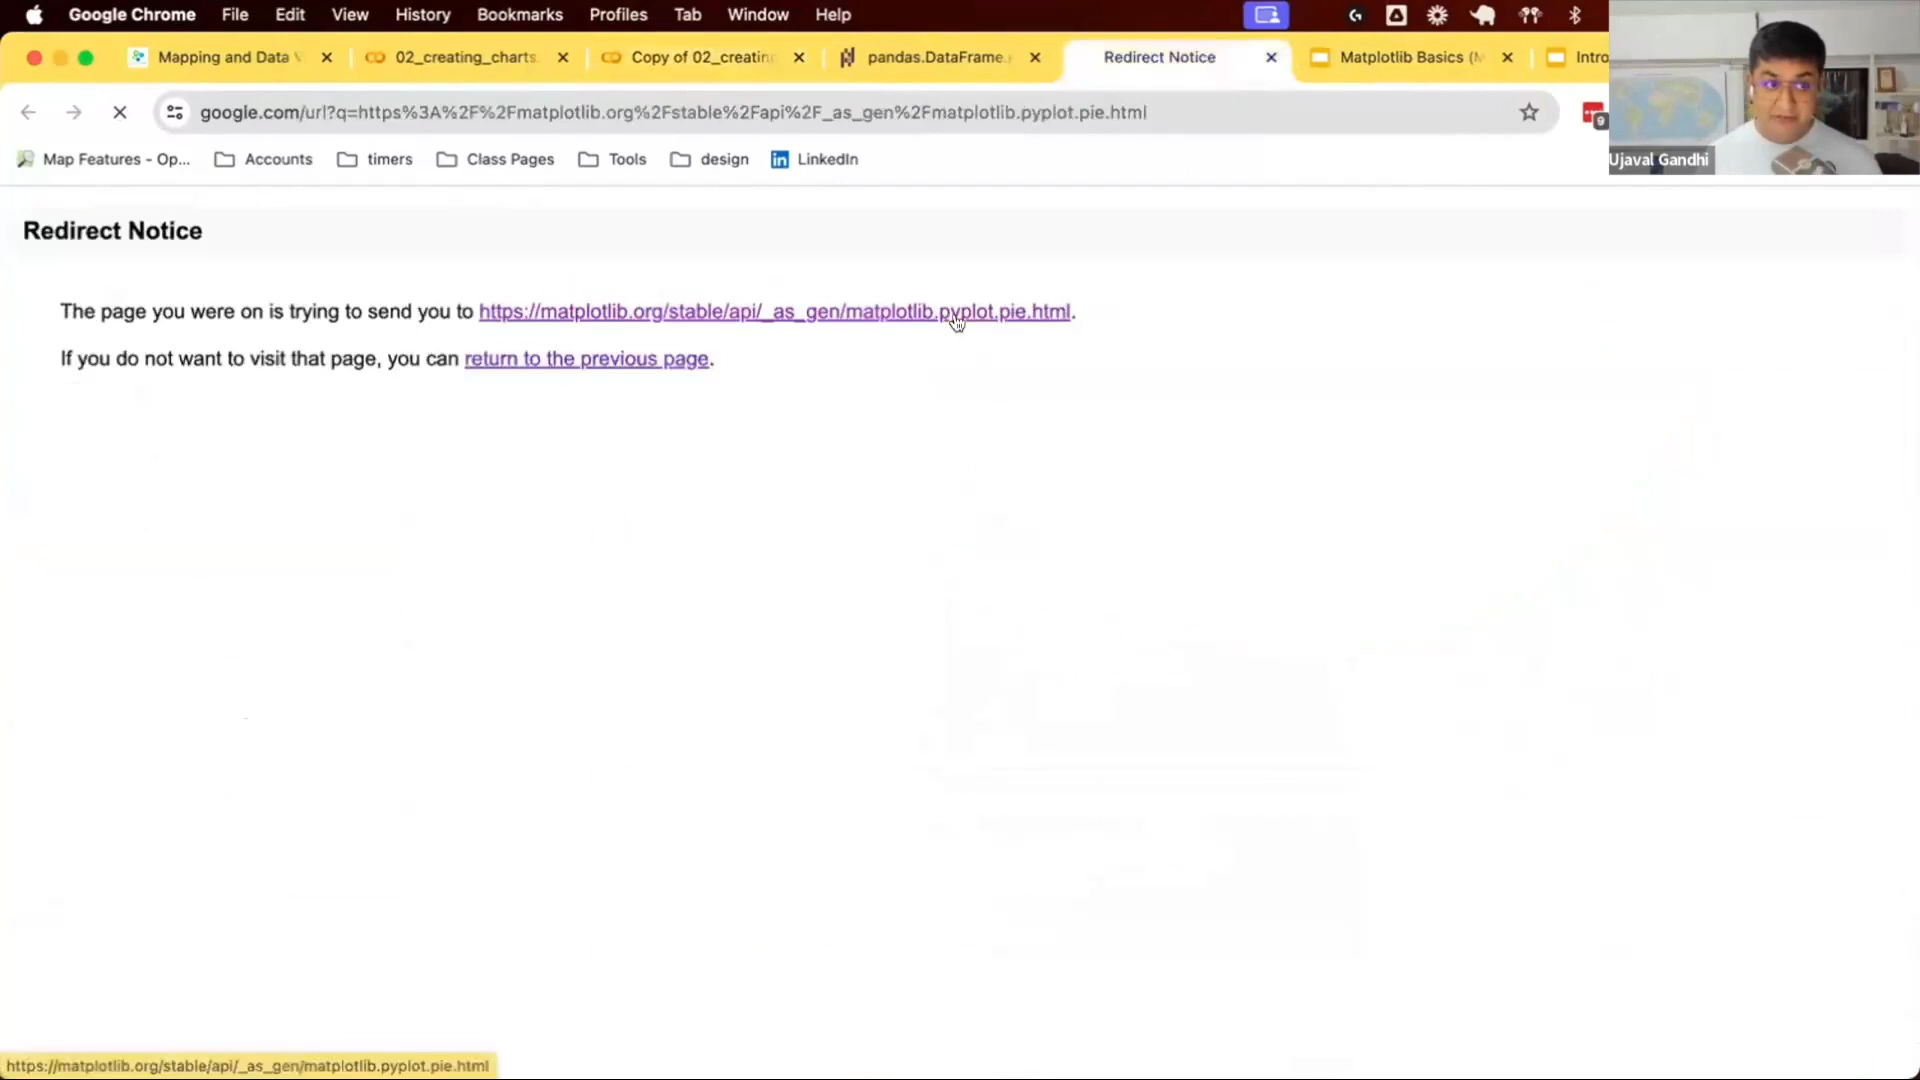 Google Chrome File Edit View History Bookmarks Profiles Tab Window Help
Mapping and Data V 02_creating_charts. Copy of 02_creating pandas.DataFrame. Redirect Notice Matplotlib Basics (M Intro
google.com/url?q=https%3A%2F%2Fmatplotlib.org%2Fstable%2Fapi%2F_as_gen%2Fmatplotlib.pyplot.pie.html
9
Map Features - Op... Accounts timers Class Pages Tools design LinkedIn
Ujaval Gandhi
Redirect Notice
The page you were on is trying to send you to https://matplotlib.org/stable/api/_as_gen/matplotlib.pyplot.pie.html.
If you do not want to visit that page, you can return to the previous page.
https://matplotlib.org/stable/api/_as_gen/matplotlib.pyplot.pie.html